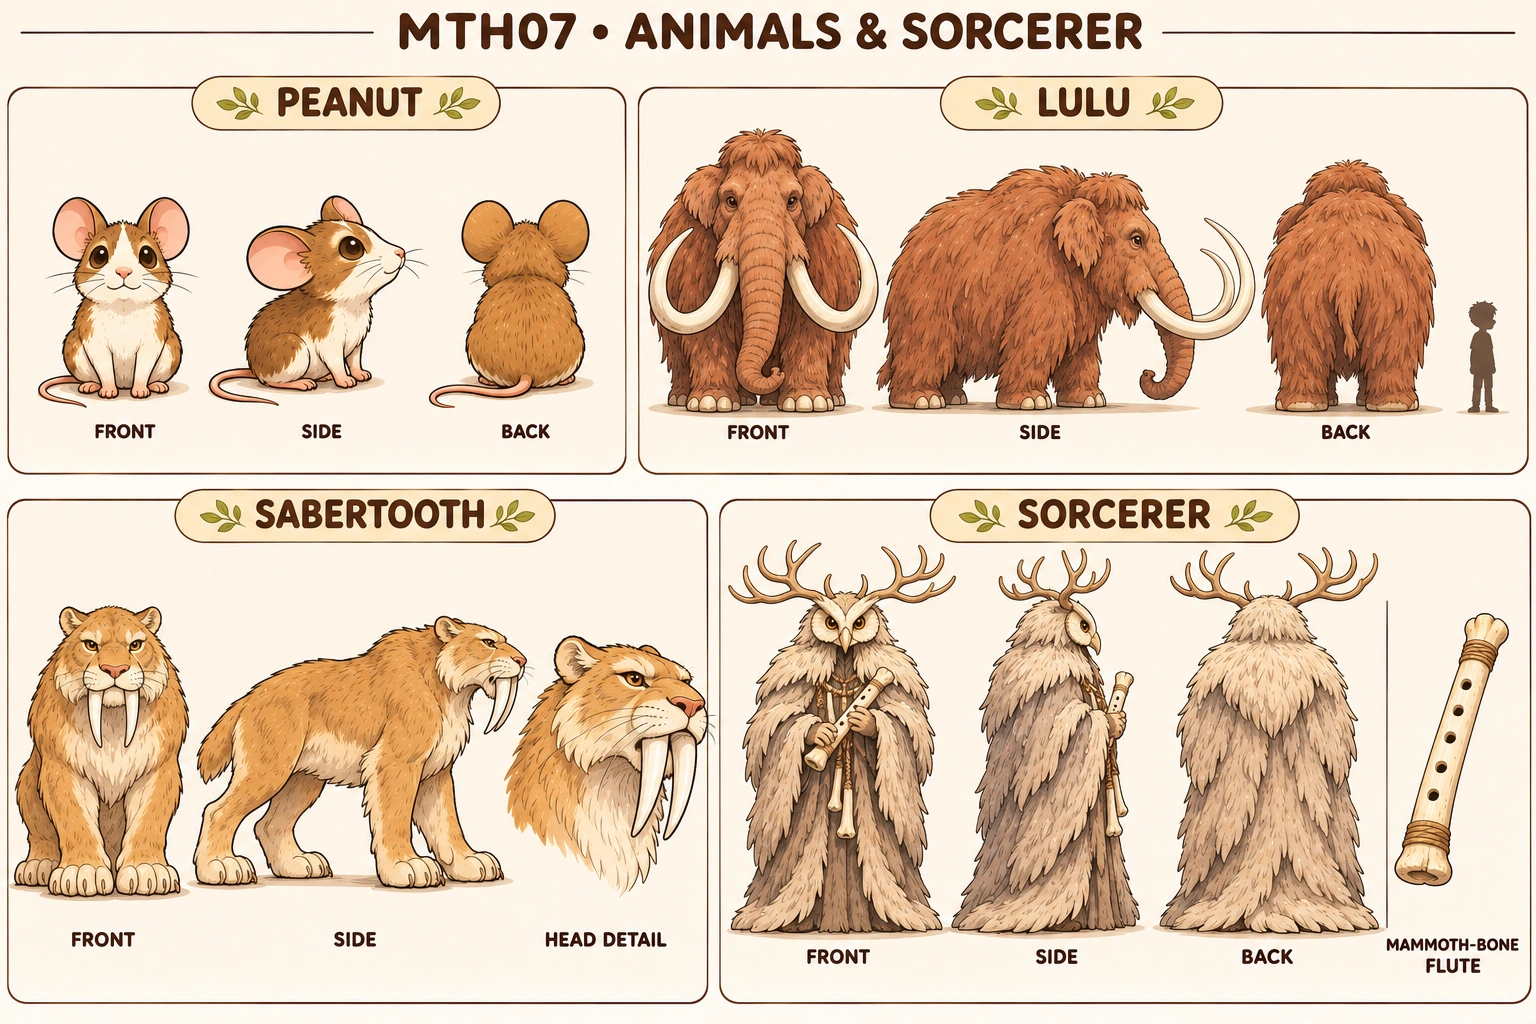 MTH07 • ANIMALS & SORCERER
PEANUT
FRONT
SIDE
BACK
LULU
FRONT
SIDE
BACK
SABERTOOTH
FRONT
SIDE
HEAD DETAIL
SORCERER
FRONT
SIDE
BACK
MAMMOTH-BONE
FLUTE